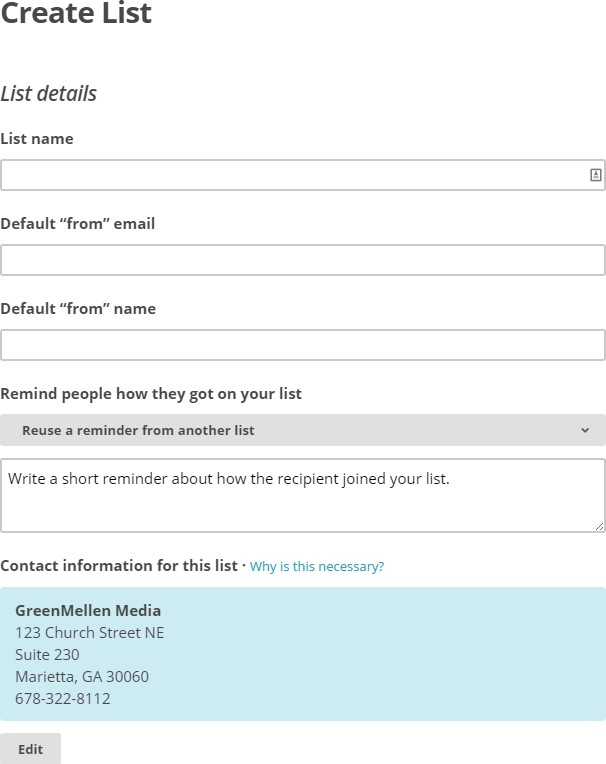 Create List
List details
List name
Default “from” email
Default “from” name
Remind people how they got on your list
Reuse a reminder from another list
Write a short reminder about how the recipient joined your list.
Contact information for this list · Why is this necessary?
GreenMellen Media
123 Church Street NE
Suite 230
Marietta, GA 30060
678-322-8112
Edit